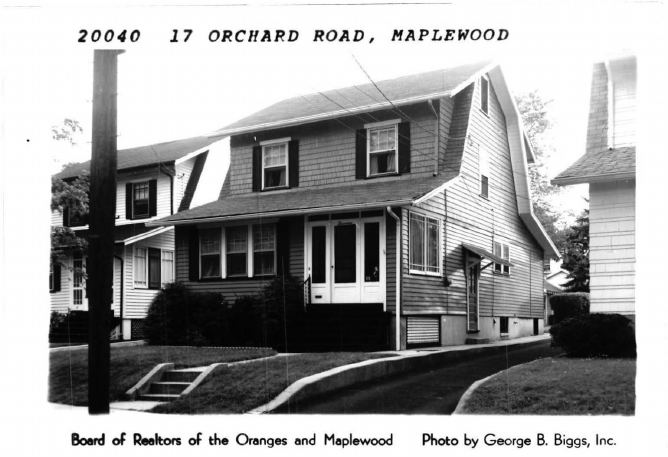 20040 17 ORCHARD ROAD, MAPLEWOOD
Board of Realtors of the Oranges and Maplewood Photo by George B. Biggs, Inc.